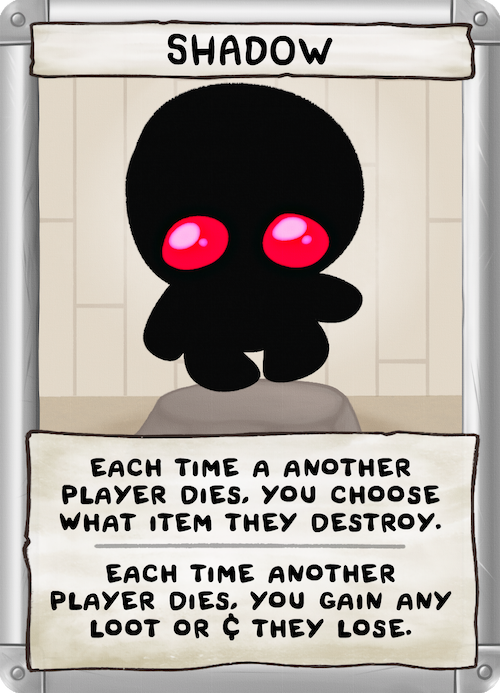 SHADOW
EACH TIME A ANOTHER
PLAYER DIES, YOU CHOOSE
WHAT ITEM THEY DESTROY.
EACH TIME ANOTHER
PLAYER DIES, YOU GAIN ANY
LOOT OR ¢ THEY LOSE.